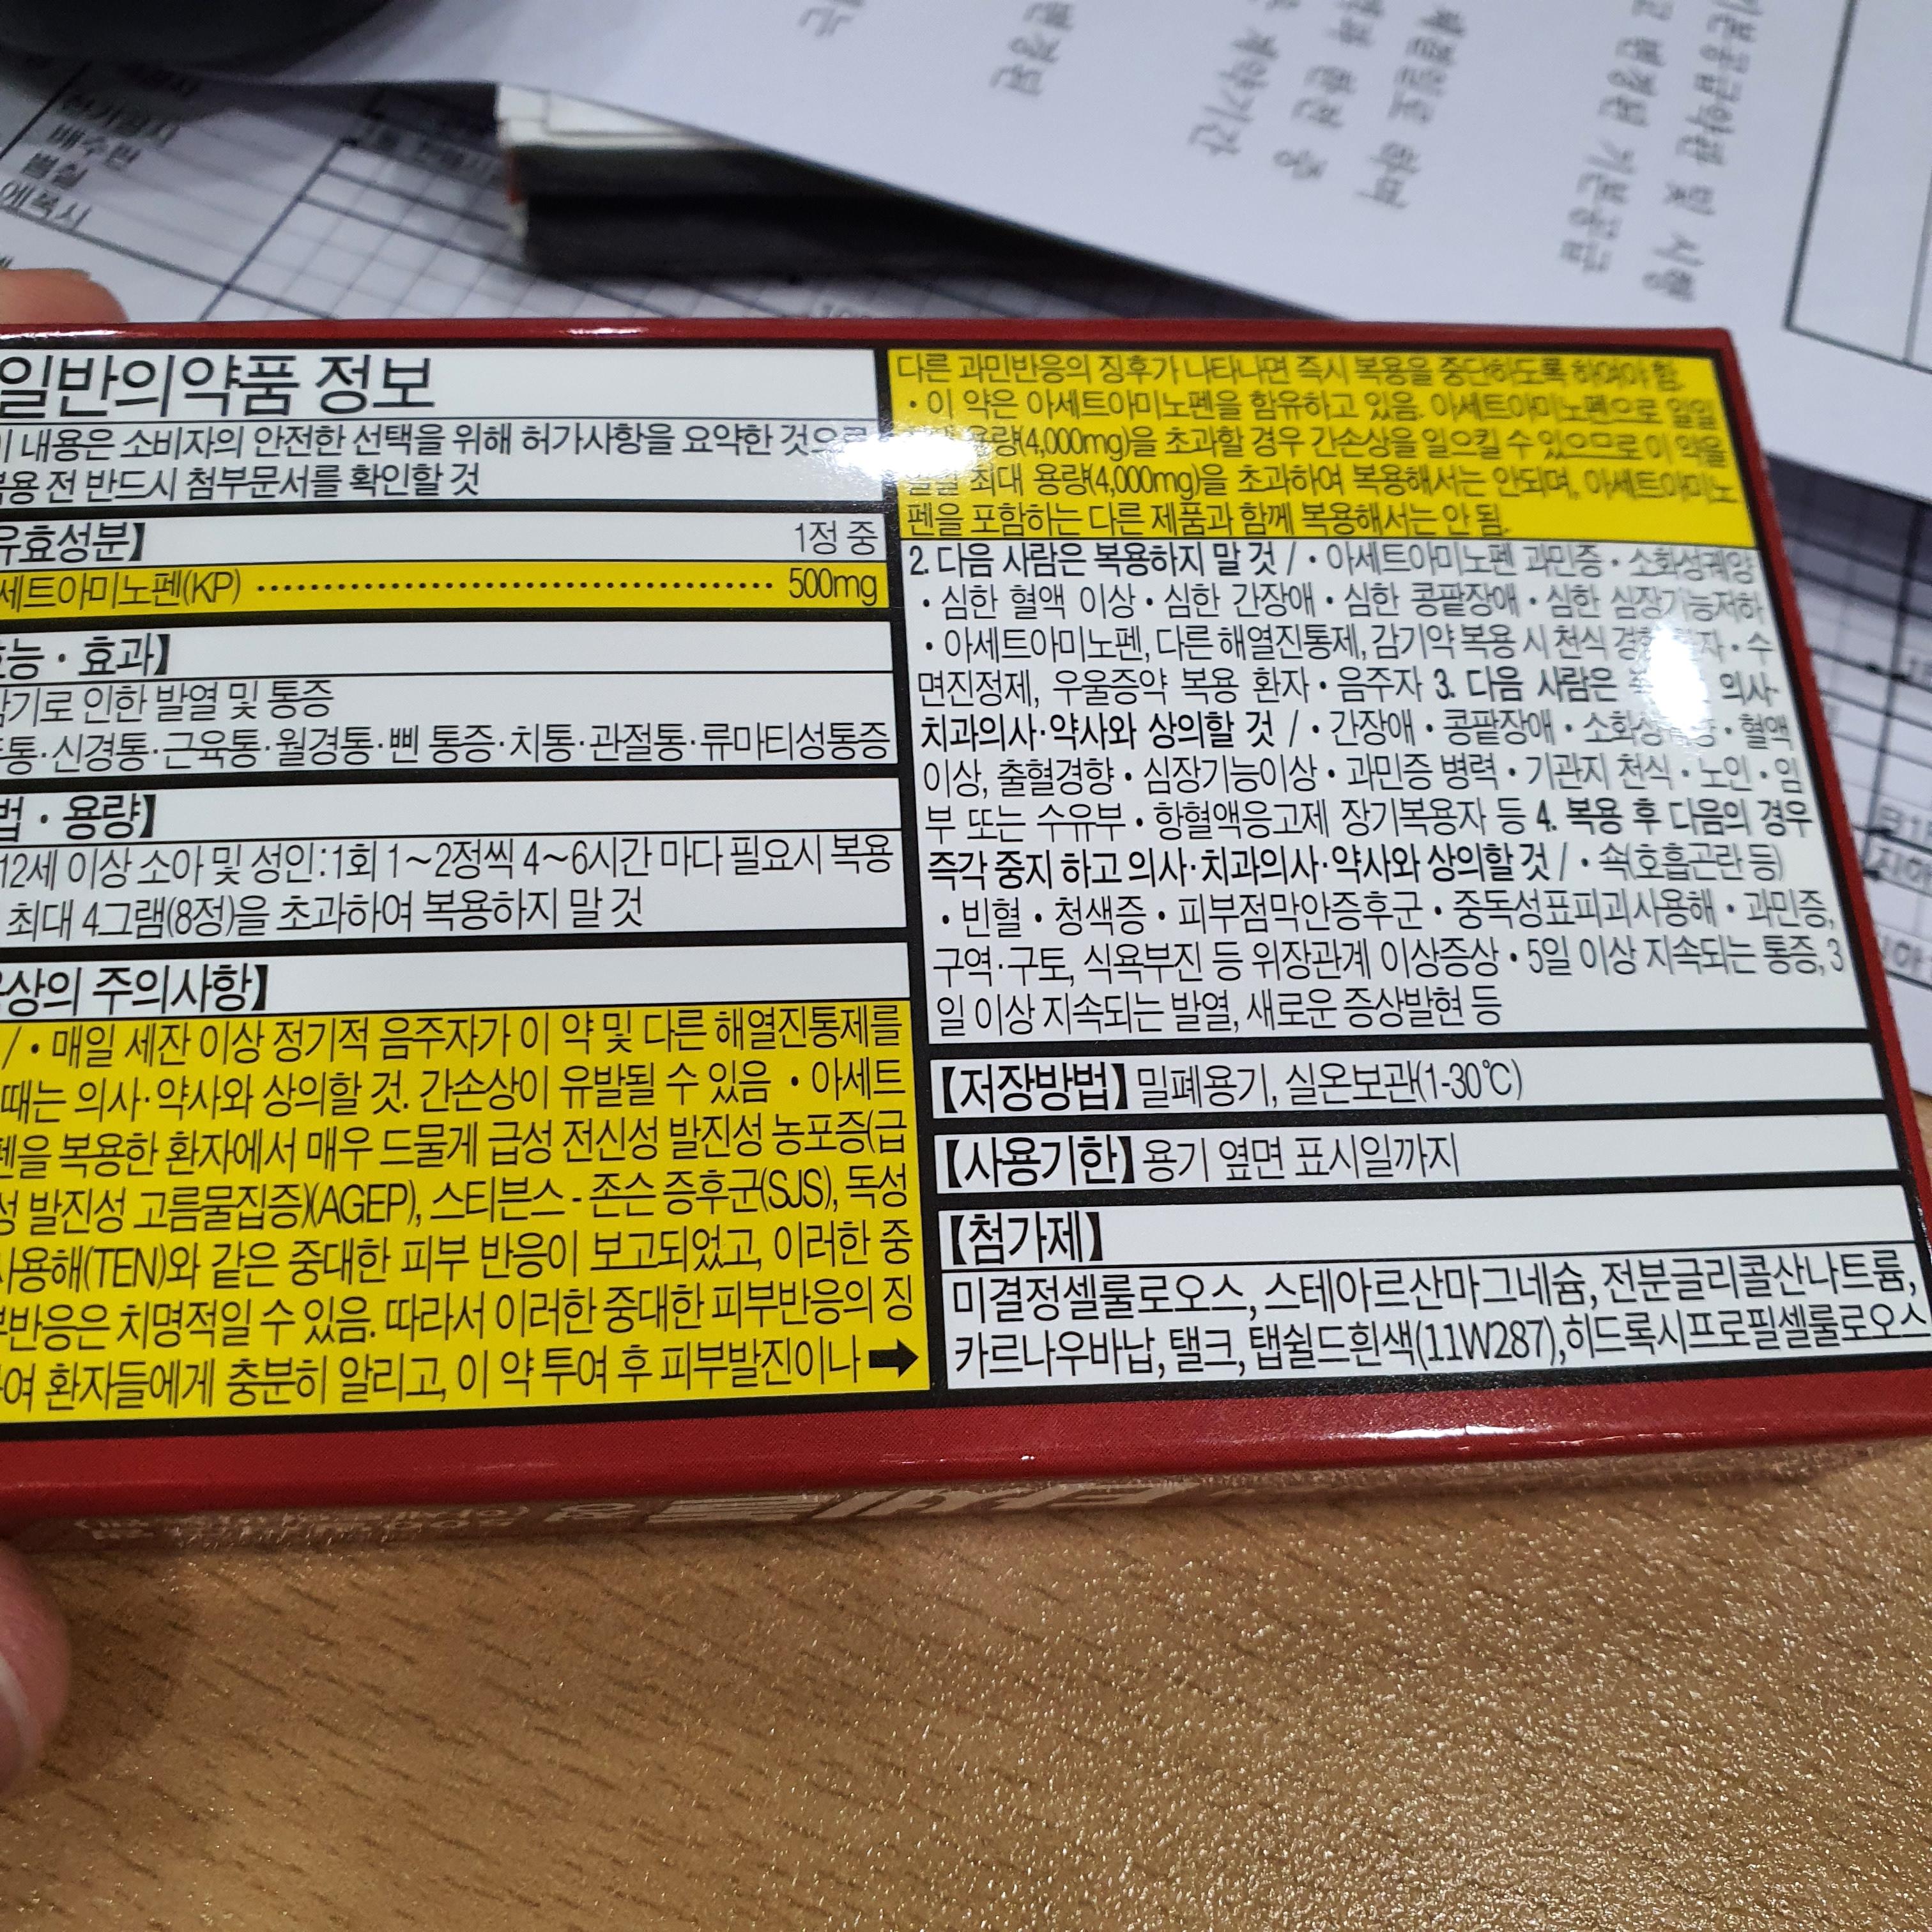 변경된
계약기간
일반의약품 정보
내용은 소비자의 안전한 선택을 위해 허가사항을 요약한 것으로
전 반드시 첨부문서를 확인할 것
유효성분】 1정 중
세트아미노펜(KP) 500mg
능·효과】
감기로 인한 발열 및 통증
통·신경통·근육통·월경통·삔 통증·치통·관절통·류마티성통증
법·용량】
12세 이상 소아 및 성인:1회 1~2정씩 4~6시간 마다 필요시 복용
최대 4그램(8정)을 초과하여 복용하지 말 것
상의 주의사항】
/ • 매일 세잔 이상 정기적 음주자가 이 약 및 다른 해열진통제를
때는 의사·약사와 상의할 것. 간손상이 유발될 수 있음 • 아세트
펜을 복용한 환자에서 매우 드물게 급성 전신성 발진성 농포증(급
성 발진성 고름물집증)(AGEP), 스티븐스 - 존슨 증후군(SJS), 독성
사용해(TEN)와 같은 중대한 피부 반응이 보고되었고, 이러한 중
부반응은 치명적일 수 있음. 따라서 이러한 중대한 피부반응의 징
여 환자들에게 충분히 알리고, 이 약 투여 후 피부발진이나 ➡
다른 과민반응의 징후가 나타나면 즉시 복용을 중단하도록 하여야 함.
• 이 약은 아세트아미노펜을 함유하고 있음. 아세트아미노펜으로 일일
용량(4,000mg)을 초과할 경우 간손상을 일으킬 수 있으므로 이 약을
최대 용량(4,000mg)을 초과하여 복용해서는 안되며, 아세트아미노
펜을 포함하는 다른 제품과 함께 복용해서는 안 됨.
2. 다음 사람은 복용하지 말 것 / • 아세트아미노펜 과민증 • 소화성궤양
• 심한 혈액 이상 • 심한 간장애 • 심한 콩팥장애 • 심한 심장기능저하
• 아세트아미노펜, 다른 해열진통제, 감기약 복용 시 천식 • 수
면진정제, 우울증약 복용 환자 • 음주자 3. 다음 사람은 의사·
치과의사·약사와 상의할 것 / • 간장애 • 콩팥장애 • • 혈액
이상, 출혈경향 • 심장기능이상 • 과민증 병력 • 기관지 천식 • 노인 • 임
부 또는 수유부 • 항혈액응고제 장기복용자 등 4. 복용 후 다음의 경우
즉각 중지 하고 의사·치과의사·약사와 상의할 것 / • 쇽(호흡곤란 등)
• 빈혈 • 청색증 • 피부점막안증후군 • 중독성표피괴사용해 • 과민증,
구역·구토, 식욕부진 등 위장관계 이상증상 • 5일 이상 지속되는 통증, 3
일 이상 지속되는 발열, 새로운 증상발현 등
【저장방법】 밀폐용기, 실온보관(1-30℃)
【사용기한】 용기 옆면 표시일까지
【첨가제】
미결정셀룰로오스, 스테아르산마그네슘, 전분글리콜산나트륨,
카르나우바납, 탤크, 탭쉴드흰색(11W287),히드록시프로필셀룰로오스